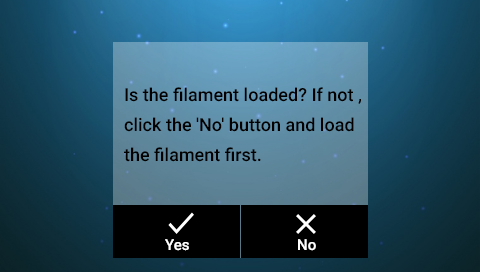 Is the filament loaded? If not ,
click the 'No' button and load
the filament first.
Yes
No